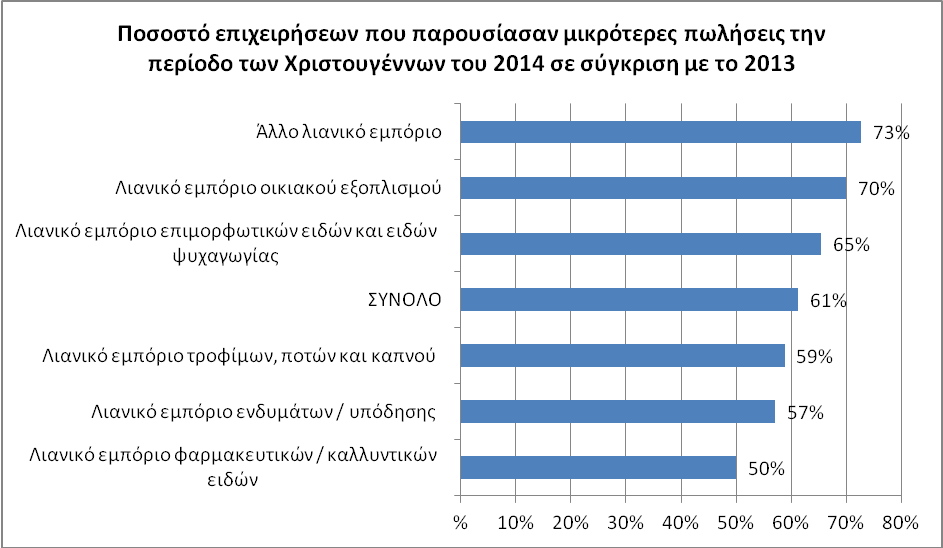 Ποσοστό επιχειρήσεων που παρουσίασαν μικρότερες πωλήσεις την
περίοδο των Χριστουγέννων του 2014 σε σύγκριση με το 2013
Άλλο λιανικό εμπόριο
73%
Λιανικό εμπόριο οικιακού εξοπλισμού
70%
Λιανικό εμπόριο επιμορφωτικών ειδών και ειδών
ψυχαγωγίας
65%
ΣΥΝΟΛΟ
61%
Λιανικό εμπόριο τροφίμων, ποτών και καπνού
59%
Λιανικό εμπόριο ενδυμάτων / υπόδησης
57%
Λιανικό εμπόριο φαρμακευτικών / καλλυντικών
ειδών
50%
% 10% 20% 30% 40% 50% 60% 70% 80%